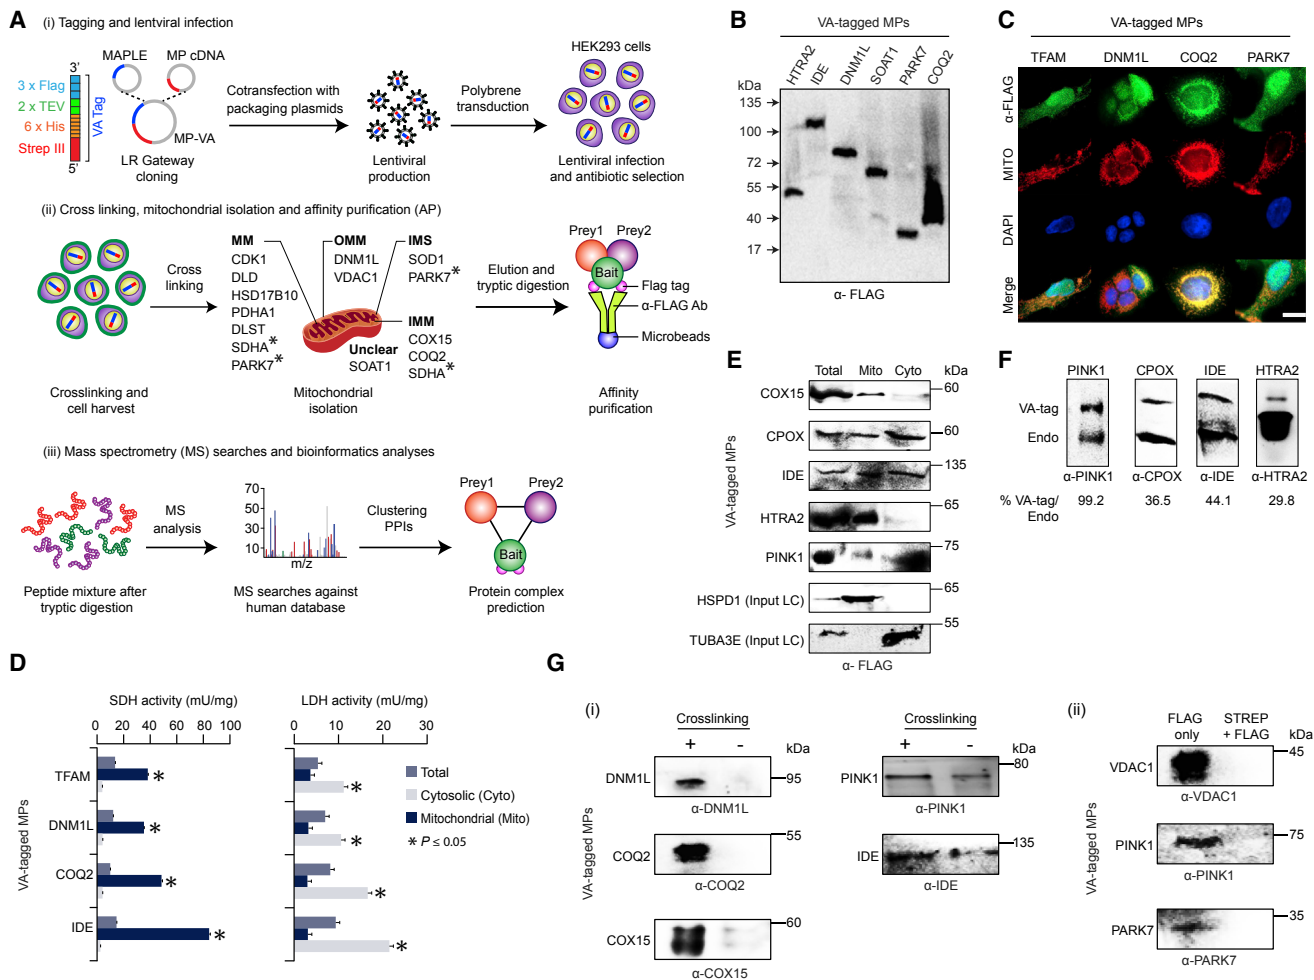 A
(i) Tagging and lentviral infection
3'
3 x Flag
2 x TEV
6 x His
Strep III
5'
VA Tag
MAPLE
MP cDNA
MP-VA
LR Gateway
cloning
Cotransfection with
packaging plasmids
Lentiviral
production
Polybrene
transduction
HEK293 cells
Lentiviral infection
and antibiotic selection
(ii) Cross linking, mitochondrial isolation and affinity purification (AP)
Crosslinking and
cell harvest
Cross
linking
MM
CDK1
DLD
HSD17B10
PDHA1
DLST
SDHA*
PARK7*
OMM
DNM1L
VDAC1
IMS
SOD1
PARK7*
IMM
COX15
COQ2
SDHA*
Unclear
SOAT1
Mitochondrial
isolation
Elution and
tryptic digestion
Prey1
Prey2
Bait
Flag tag
α-FLAG Ab
Microbeads
Affinity
purification
(iii) Mass spectrometry (MS) searches and bioinformatics analyses
Peptide mixture after
tryptic digestion
MS
analysis
70
50
30
10
m/z
MS searches against
human database
Clustering
PPIs
Prey1
Prey2
Bait
Protein complex
prediction
B
VA-tagged MPs
HTRA2
IDE
DNM1L
SOAT1
PARK7
COQ2
kDa
135
100
72
55
40
17
α- FLAG
C
VA-tagged MPs
TFAM
DNM1L
COQ2
PARK7
α-FLAG
MITO
DAPI
Merge
D
SDH activity (mU/mg)
0 20 40 60 80 100
LDH activity (mU/mg)
0 10 20 30
VA-tagged MPs
TFAM
*
*
DNM1L
*
*
COQ2
*
*
IDE
*
*
Total
Cytosolic (Cyto)
Mitochondrial (Mito)
* P ≤ 0.05
E
Total Mito Cyto kDa
VA-tagged MPs
COX15
60
CPOX
60
IDE
135
HTRA2
65
PINK1
75
HSPD1 (Input LC)
65
TUBA3E (Input LC)
55
α- FLAG
F
PINK1 CPOX IDE HTRA2
VA-tag
Endo
α-PINK1 α-CPOX α-IDE α-HTRA2
% VA-tag/
Endo
99.2 36.5 44.1 29.8
G
(i)
VA-tagged MPs
Crosslinking
+ -
kDa
DNM1L
95
α-DNM1L
COQ2
55
α-COQ2
COX15
60
α-COX15
Crosslinking
+ -
kDa
PINK1
80
α-PINK1
IDE
135
α-IDE
(ii)
VA-tagged MPs
FLAG
only
STREP
+ FLAG
kDa
VDAC1
45
α-VDAC1
PINK1
75
α-PINK1
PARK7
35
α-PARK7